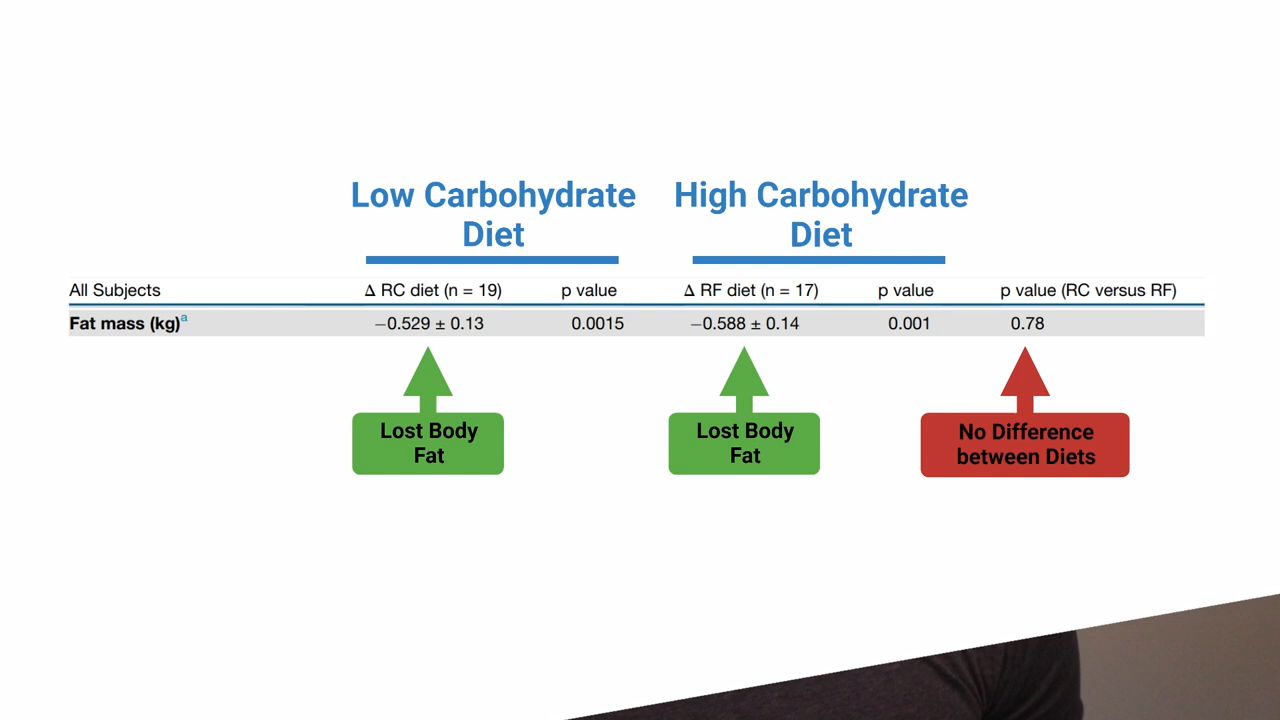 Low Carbohydrate
Diet
High Carbohydrate
Diet
All Subjects Δ RC diet (n = 19) p value Δ RF diet (n = 17) p value p value (RC versus RF)
Fat mass (kg)ᵃ −0.529 ± 0.13 0.0015 −0.588 ± 0.14 0.001 0.78
Lost Body
Fat
Lost Body
Fat
No Difference
between Diets